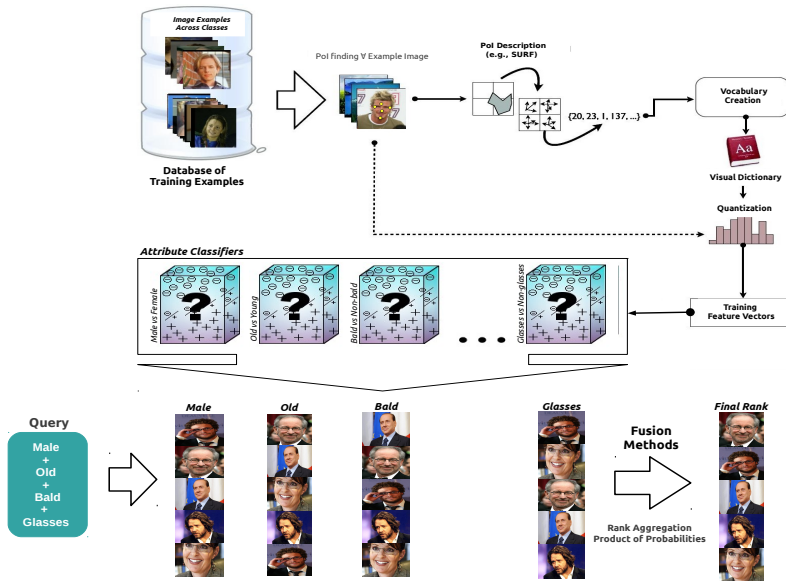 Image Examples
Across Classes
Database of
Training Examples
PoI finding ∀ Example Image
PoI Description
(e.g., SURF)
{20, 23, 1, 137, ...}
Vocabulary
Creation
Aa
Visual Dictionary
Quantization
Training
Feature Vectors
Attribute Classifiers
Male vs Female
?
Old vs Young
?
Bald vs Non-bald
?
Glasses vs Non-glasses
?
Query
Male
+
Old
+
Bald
+
Glasses
Male
Old
Bald
Glasses
Fusion
Methods
Rank Aggregation
Product of Probabilities
Final Rank